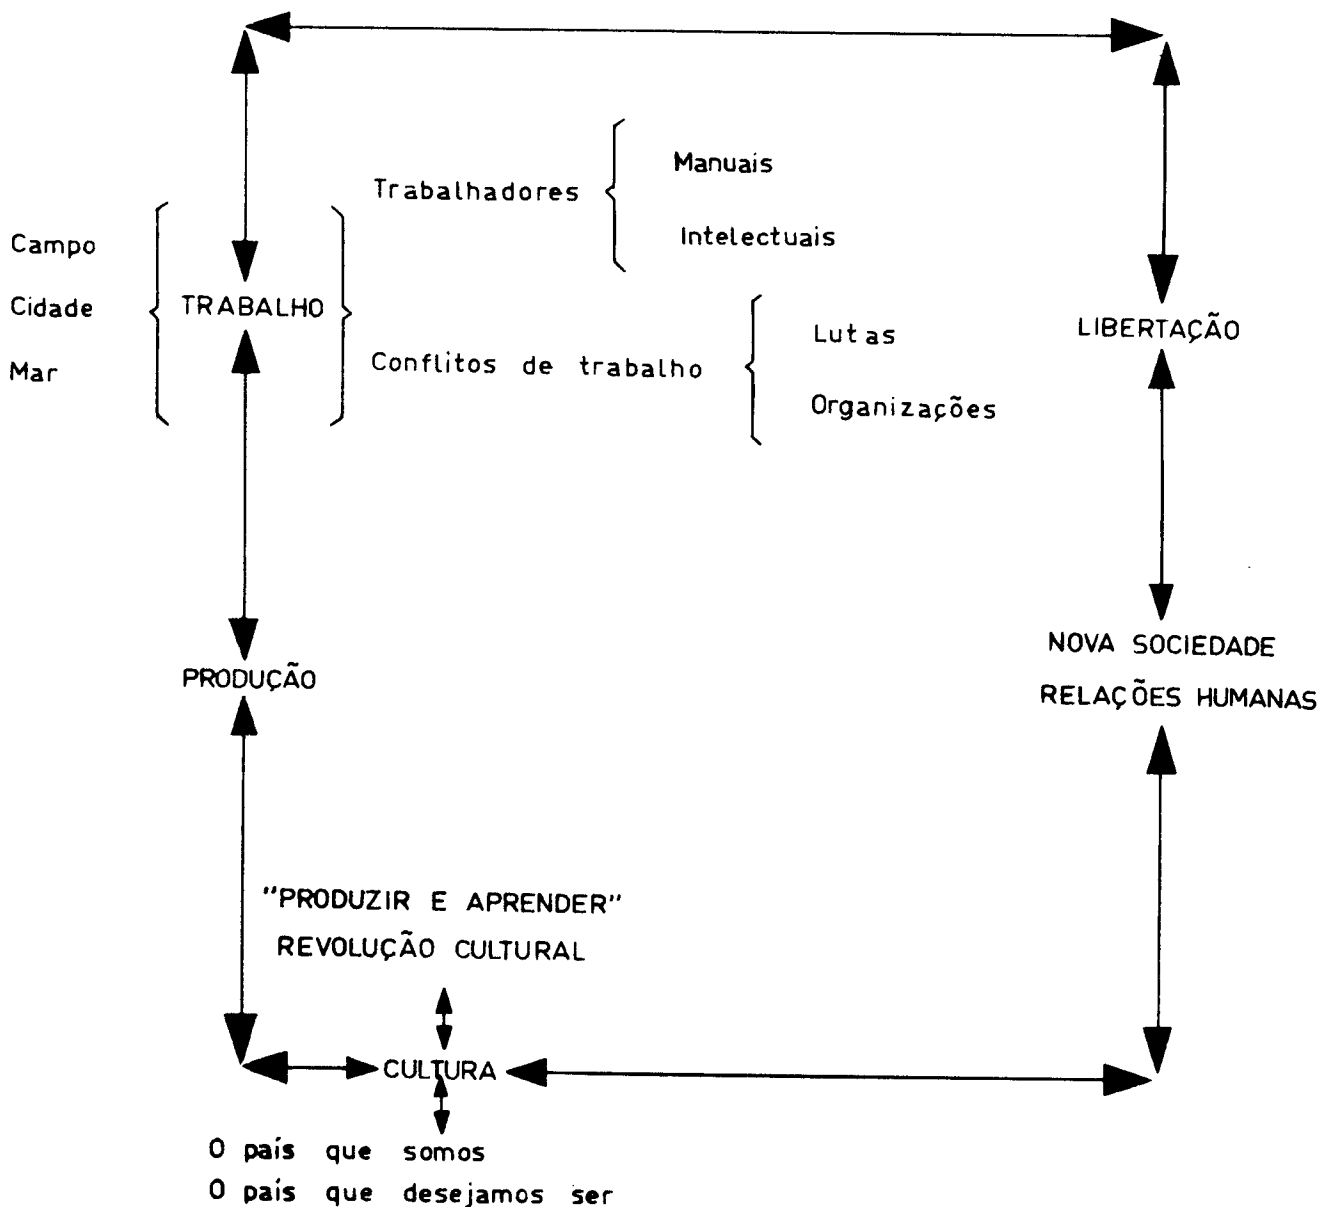 Manuais
Trabalhadores
Intelectuais
Campo
Cidade
Mar
TRABALHO
Conflitos de trabalho
Lutas
Organizações
LIBERTAÇÃO
PRODUÇÃO
NOVA SOCIEDADE
RELAÇÕES HUMANAS
"PRODUZIR E APRENDER"
REVOLUÇÃO CULTURAL
CULTURA
O país que somos
O país que desejamos ser